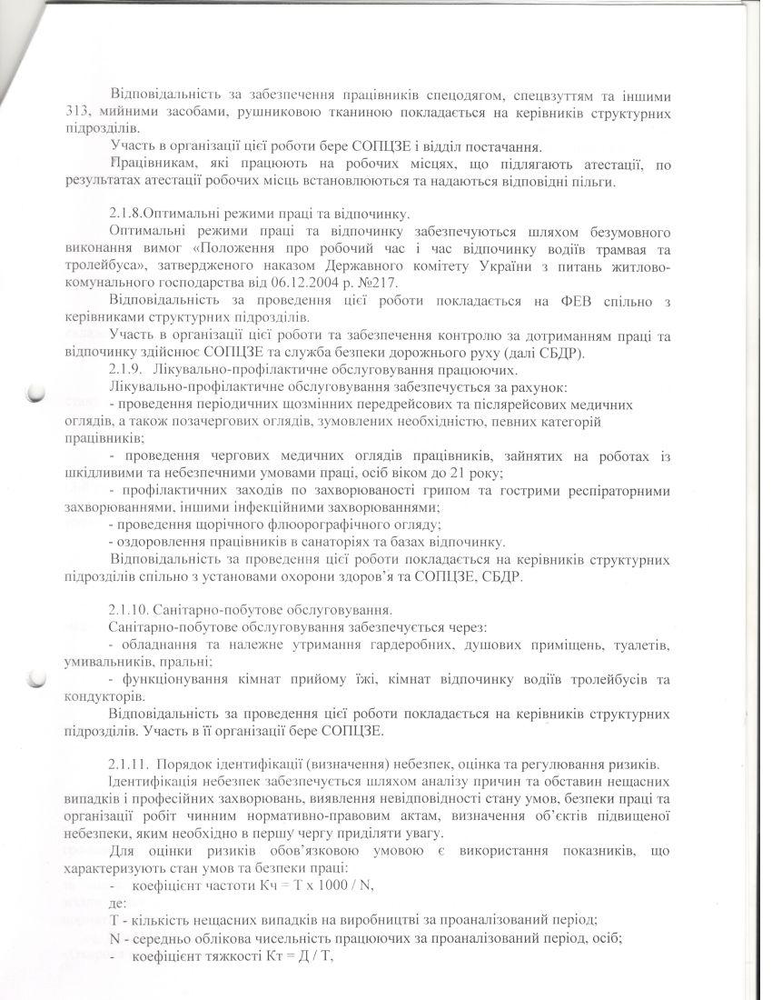 Відповідальність за забезпечення працівників спецодягом, спецвзуттям та іншими
313, мийними засобами, рушниковою тканиною покладається на керівників структурних
підрозділів.
Участь в організації цієї роботи бере СОПЦЗЕ і відділ постачання.
Працівникам, які працюють на робочих місцях, що підлягають атестації, по
результатах атестації робочих місць встановлюються та надаються відповідні пільги.
2.1.8.Оптимальні режими праці та відпочинку.
Оптимальні режими праці та відпочинку забезпечуються шляхом безумовного
виконання вимог «Положення про робочий час і час відпочинку водіїв трамвая та
тролейбуса», затвердженого наказом Державного комітету України з питань житлово-
комунального господарства від 06.12.2004 р. №217.
Відповідальність за проведення цієї роботи покладається на ФЕВ спільно з
керівниками структурних підрозділів.
Участь в організації цієї роботи та забезпечення контролю за дотриманням праці та
відпочинку здійснює СОПЦЗЕ та служба безпеки дорожнього руху (далі СБДР).
2.1.9. Лікувально-профілактичне обслуговування працюючих.
Лікувально-профілактичне обслуговування забезпечується за рахунок:
- проведення періодичних щозмінних передрейсових та післярейсових медичних
оглядів, а також позачергових оглядів, зумовлених необхідністю, певних категорій
працівників;
- проведення чергових медичних оглядів працівників, зайнятих на роботах із
шкідливими та небезпечними умовами праці, осіб віком до 21 року;
- профілактичних заходів по захворюваності грипом та гострими респіраторними
захворюваннями, іншими інфекційними захворюваннями;
- проведення щорічного флюорографічного огляду;
- оздоровлення працівників в санаторіях та базах відпочинку.
Відповідальність за проведення цієї роботи покладається на керівників структурних
підрозділів спільно з установами охорони здоров’я та СОПЦЗЕ, СБДР.
2.1.10. Санітарно-побутове обслуговування.
Санітарно-побутове обслуговування забезпечується через:
- обладнання та належне утримання гардеробних, душових приміщень, туалетів,
умивальників, пральні;
- функціонування кімнат прийому їжі, кімнат відпочинку водіїв тролейбусів та
кондукторів.
Відповідальність за проведення цієї роботи покладається на керівників структурних
підрозділів. Участь в її організації бере СОПЦЗЕ.
2.1.11. Порядок ідентифікації (визначення) небезпек, оцінка та регулювання ризиків.
Ідентифікація небезпек забезпечується шляхом аналізу причин та обставин нещасних
випадків і професійних захворювань, виявлення невідповідності стану умов, безпеки праці та
організації робіт чинним нормативно-правовим актам, визначення об’єктів підвищеної
небезпеки, яким необхідно в першу чергу приділяти увагу.
Для оцінки ризиків обов’язковою умовою є використання показників, що
характеризують стан умов та безпеки праці:
- коефіцієнт частоти Кч = Т х 1000 / N,
де:
Т - кількість нещасних випадків на виробництві за проаналізований період;
N - середньо облікова чисельність працюючих за проаналізований період, осіб;
- коефіцієнт тяжкості Кт = Д / Т,